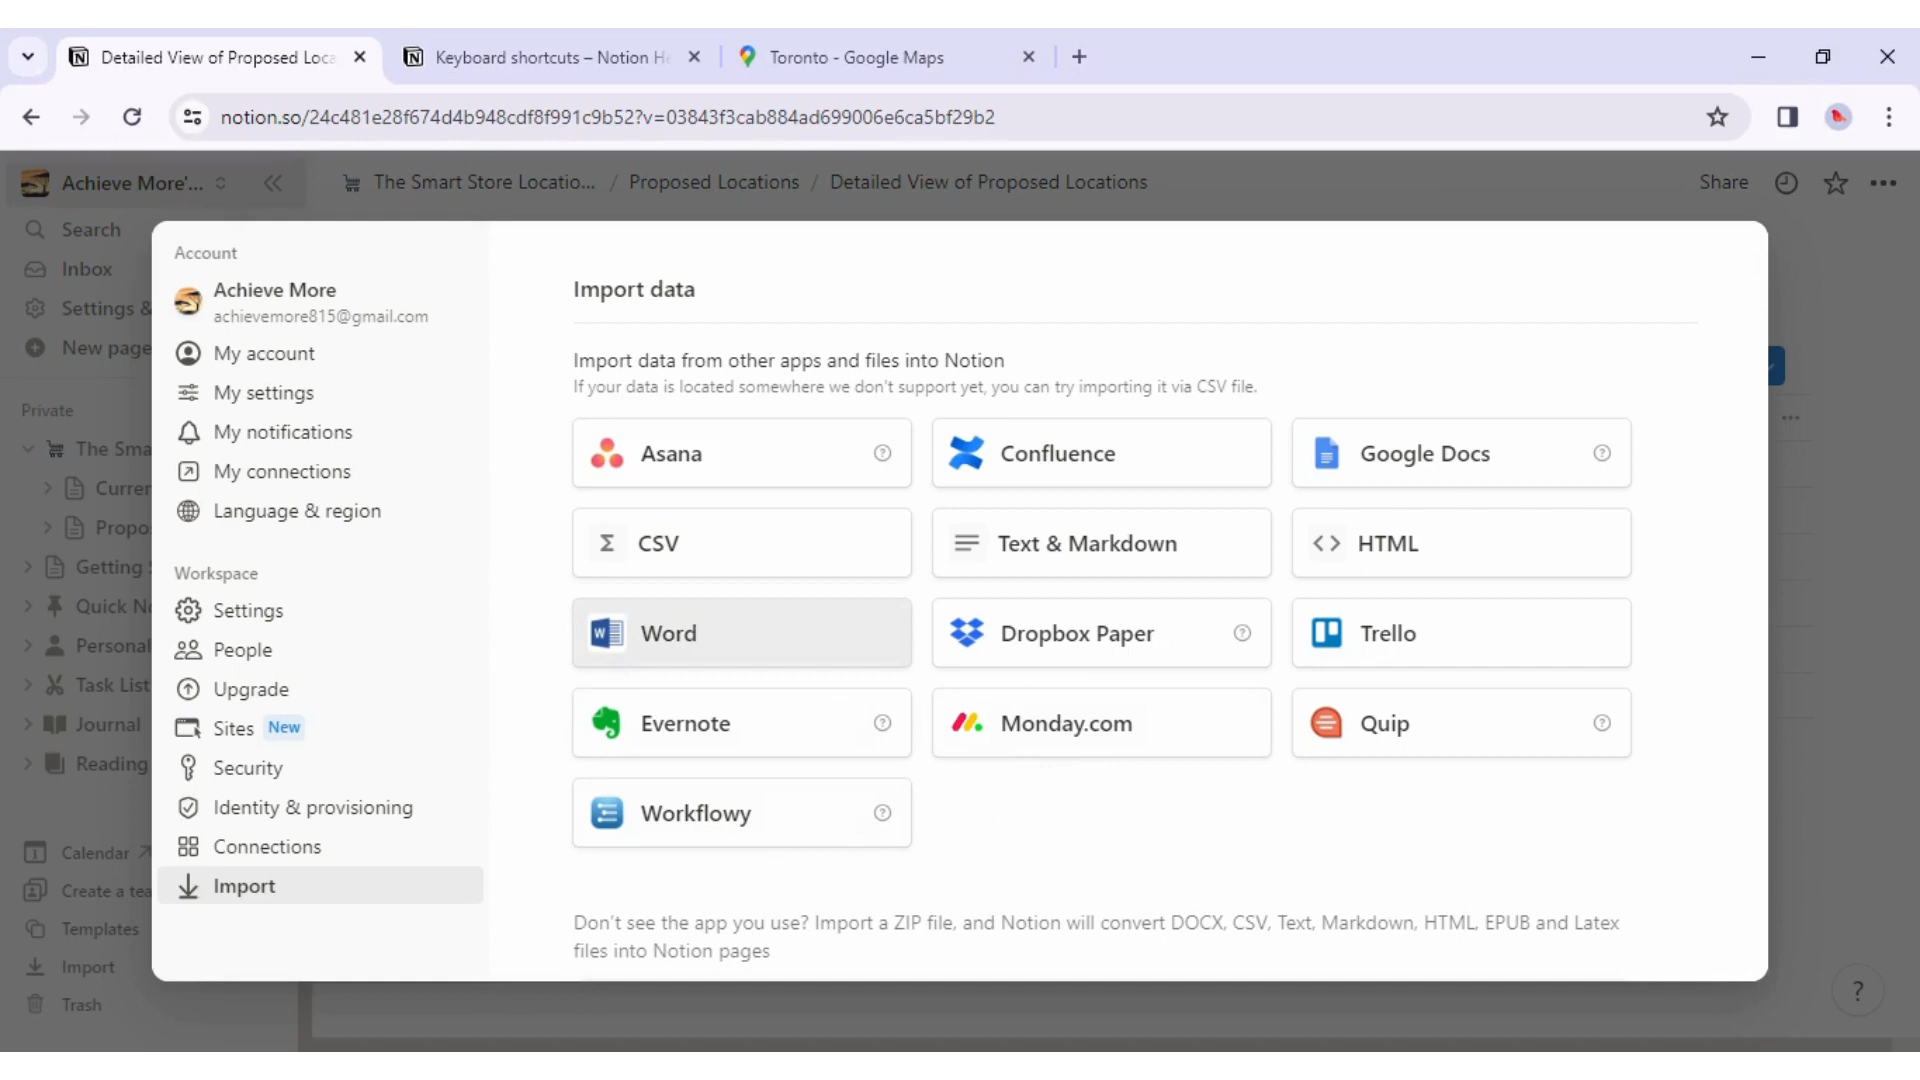 Detailed View of Proposed Loca
Keyboard shortcuts – Notion He
Toronto - Google Maps
notion.so/24c481e28f674d4b948cdf8f991c9b52?v=03843f3cab884ad699006e6ca5bf29b2
Achieve More'...
The Smart Store Locatio... / Proposed Locations / Detailed View of Proposed Locations
Share
Search
Inbox
Settings &
New page
Private
The Sma
Curren
Propo
Getting
Quick No
Personal
Task List
Journal
Reading
Calendar
Create a tea
Templates
Import
Trash
Account
Achieve More
achievemore815@gmail.com
My account
My settings
My notifications
My connections
Language & region
Workspace
Settings
People
Upgrade
Sites New
Security
Identity & provisioning
Connections
Import
Import data
Import data from other apps and files into Notion
If your data is located somewhere we don't support yet, you can try importing it via CSV file.
Asana
Confluence
Google Docs
CSV
Text & Markdown
HTML
Word
Dropbox Paper
Trello
Evernote
Monday.com
Quip
Workflowy
Don't see the app you use? Import a ZIP file, and Notion will convert DOCX, CSV, Text, Markdown, HTML, EPUB and Latex
files into Notion pages
?